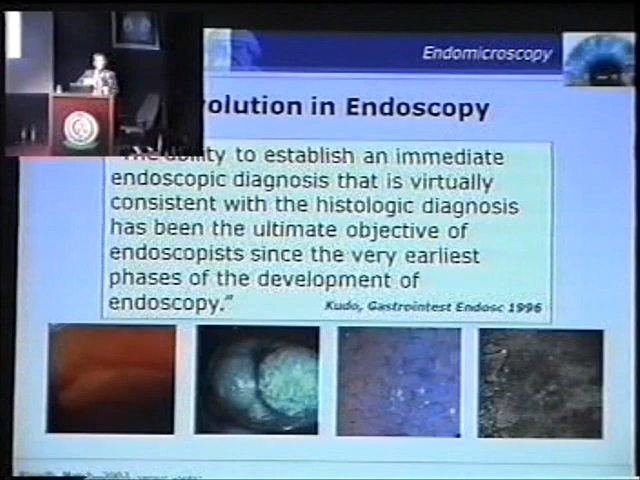 Endomicroscopy
volution in Endoscopy
ability to establish an immediate
endoscopic diagnosis that is virtually
consistent with the histologic diagnosis
has been the ultimate objective of
endoscopists since the very earliest
phases of the development of
endoscopy."
Kudo, Gastrointest Endosc 1996